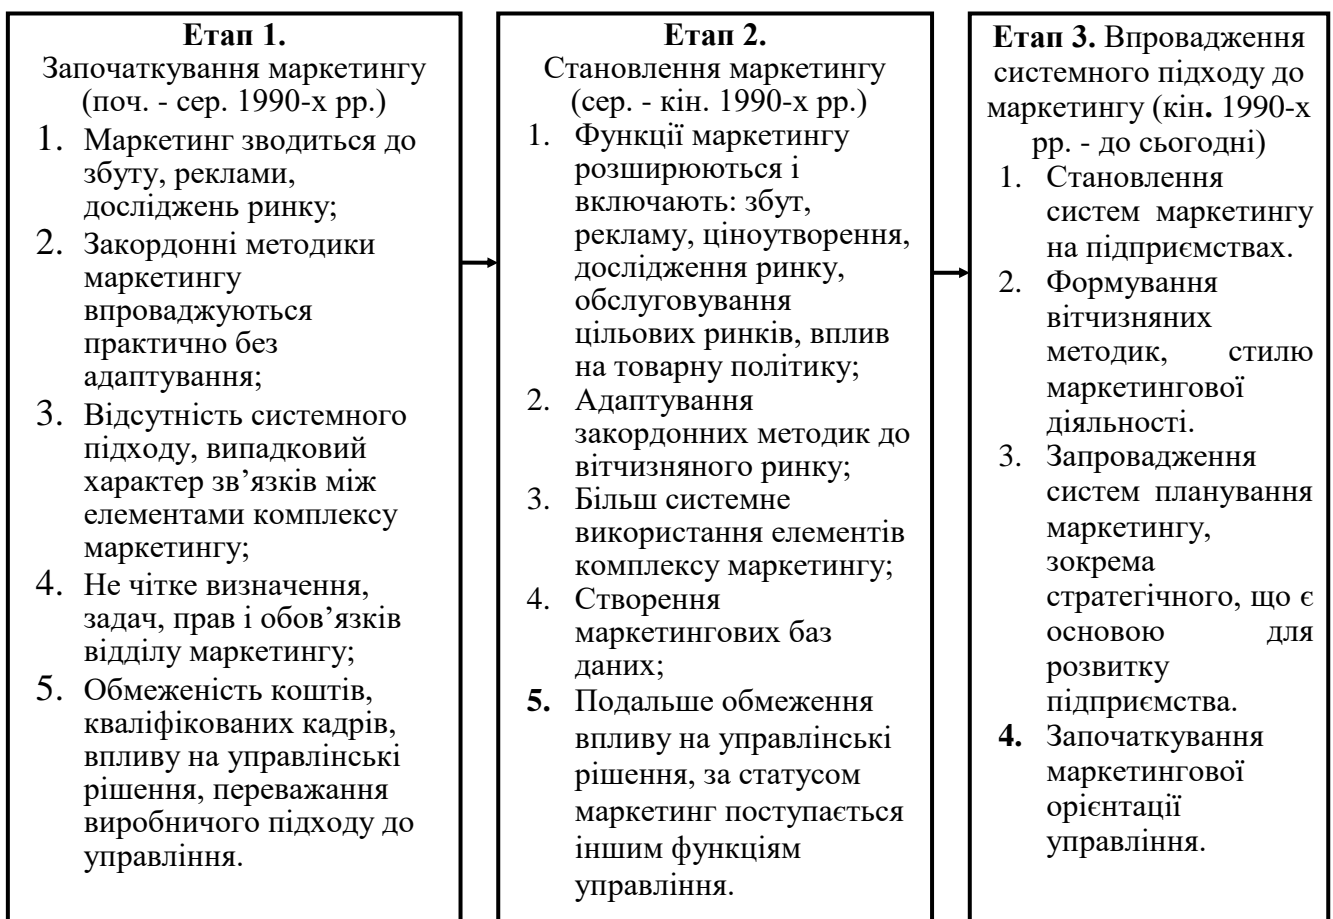 Етап 1.
Започаткування маркетингу
(поч. - сер. 1990-х рр.)
1. Маркетинг зводиться до
збуту, реклами,
досліджень ринку;
2. Закордонні методики
маркетингу
впроваджуються
практично без
адаптування;
3. Відсутність системного
підходу, випадковий
характер зв’язків між
елементами комплексу
маркетингу;
4. Не чітке визначення,
задач, прав і обов’язків
відділу маркетингу;
5. Обмеженість коштів,
кваліфікованих кадрів,
впливу на управлінські
рішення, переважання
виробничого підходу до
управління.
Етап 2.
Становлення маркетингу
(сер. - кін. 1990-х рр.)
1. Функції маркетингу
розширюються і
включають: збут,
рекламу, ціноутворення,
дослідження ринку,
обслуговування
цільових ринків, вплив
на товарну політику;
2. Адаптування
закордонних методик до
вітчизняного ринку;
3. Більш системне
використання елементів
комплексу маркетингу;
4. Створення
маркетингових баз
даних;
5. Подальше обмеження
впливу на управлінські
рішення, за статусом
маркетинг поступається
іншим функціям
управління.
Етап 3. Впровадження
системного підходу до
маркетингу (кін. 1990-х
рр. - до сьогодні)
1. Становлення
систем маркетингу
на підприємствах.
2. Формування
вітчизняних
методик, стилю
маркетингової
діяльності.
3. Запровадження
систем планування
маркетингу,
зокрема
стратегічного, що є
основою для
розвитку
підприємства.
4. Започаткування
маркетингової
орієнтації
управління.